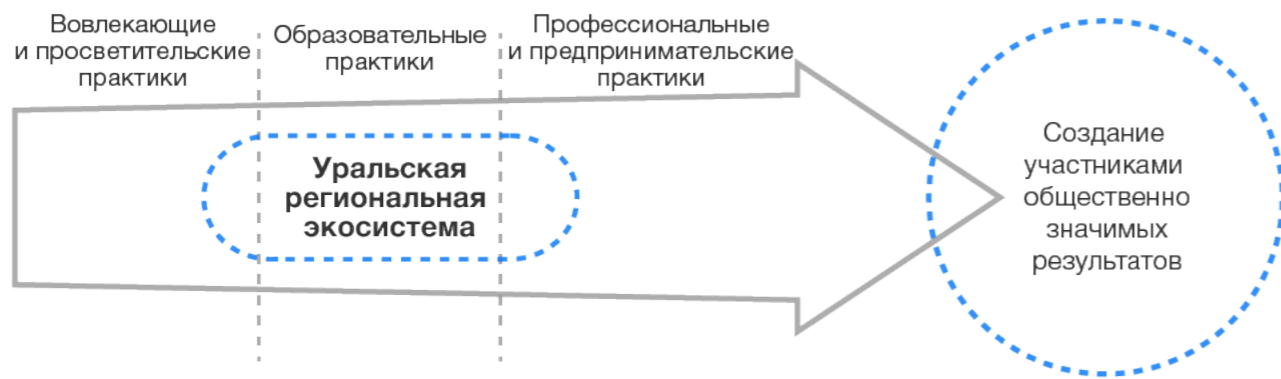 Вовлекающие
и просветительские
практики
Образовательные
практики
Профессиональные
и предпринимательские
практики
Уральская
региональная
экосистема
Создание
участниками
общественно
значимых
результатов